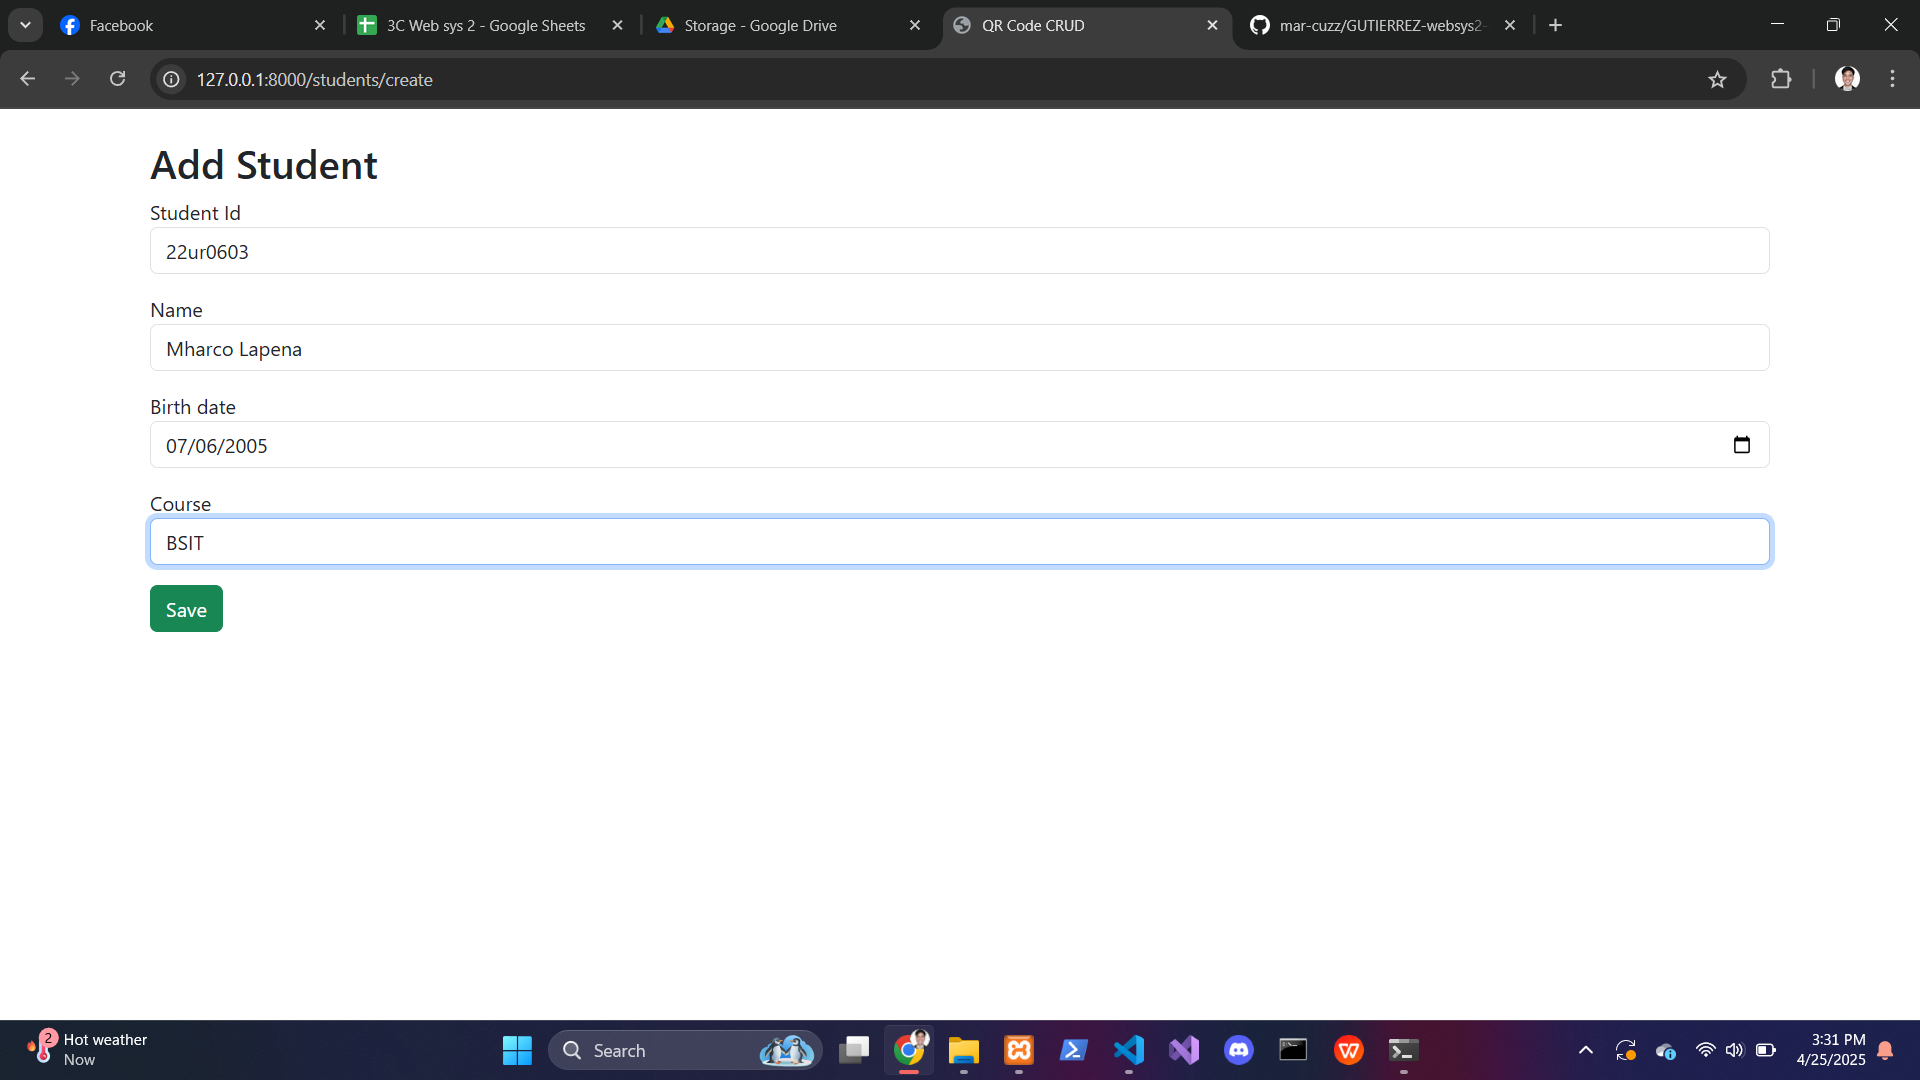 Facebook
3C Web sys 2 - Google Sheets
Storage - Google Drive
QR Code CRUD
mar-cuzz/GUTIERREZ-websys2-
127.0.0.1:8000/students/create
Add Student
Student Id
22ur0603
Name
Mharco Lapena
Birth date
07/06/2005
Course
BSIT
Save
2
Hot weather
Now
Search
3:31 PM
4/25/2025